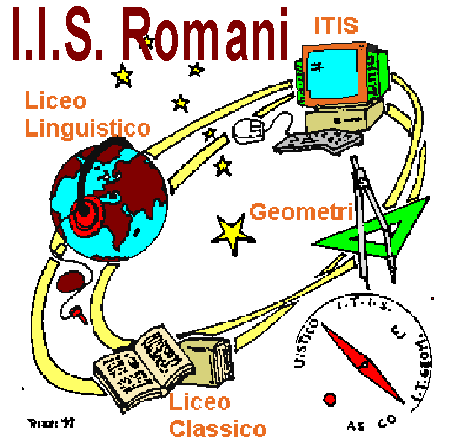 I.I.S. Romani
ITIS
Liceo
Linguistico
Geometri
I.T.I.S.
Liceo
Classico